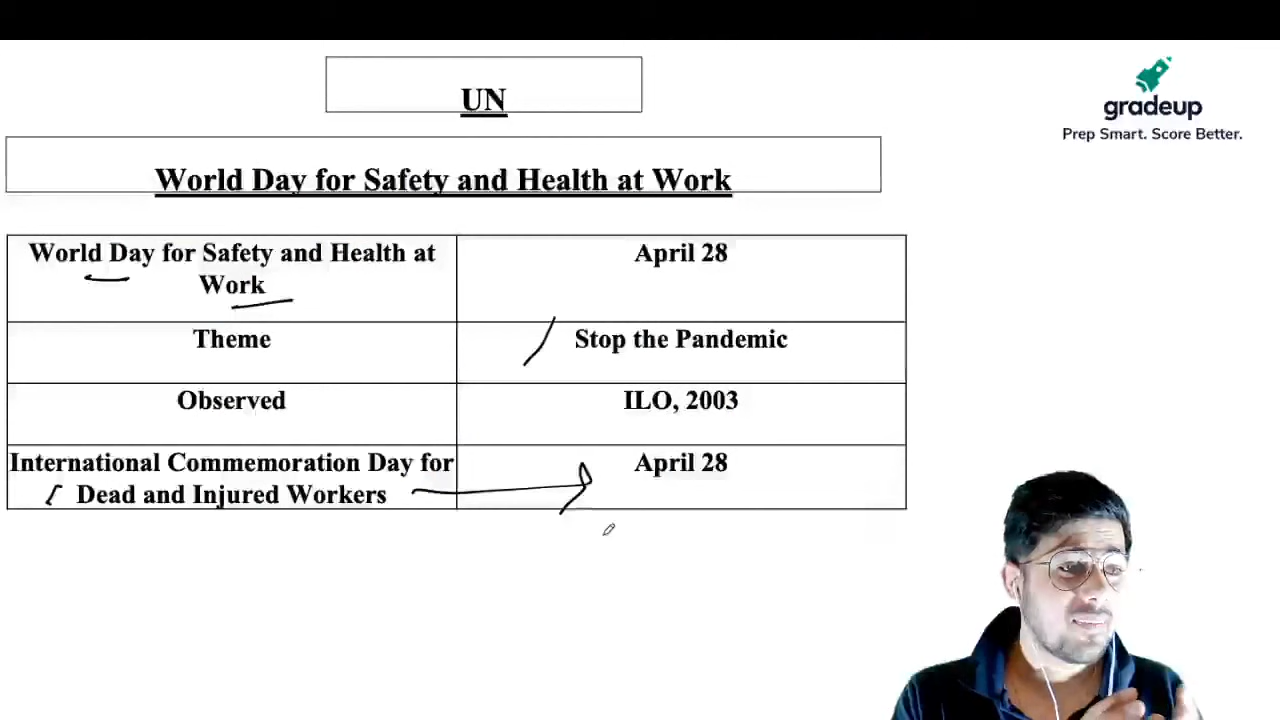 UN
gradeup
Prep Smart. Score Better.
World Day for Safety and Health at Work
World Day for Safety and Health at
Work
April 28
Theme
Stop the Pandemic
Observed
ILO, 2003
International Commemoration Day for
Dead and Injured Workers
April 28